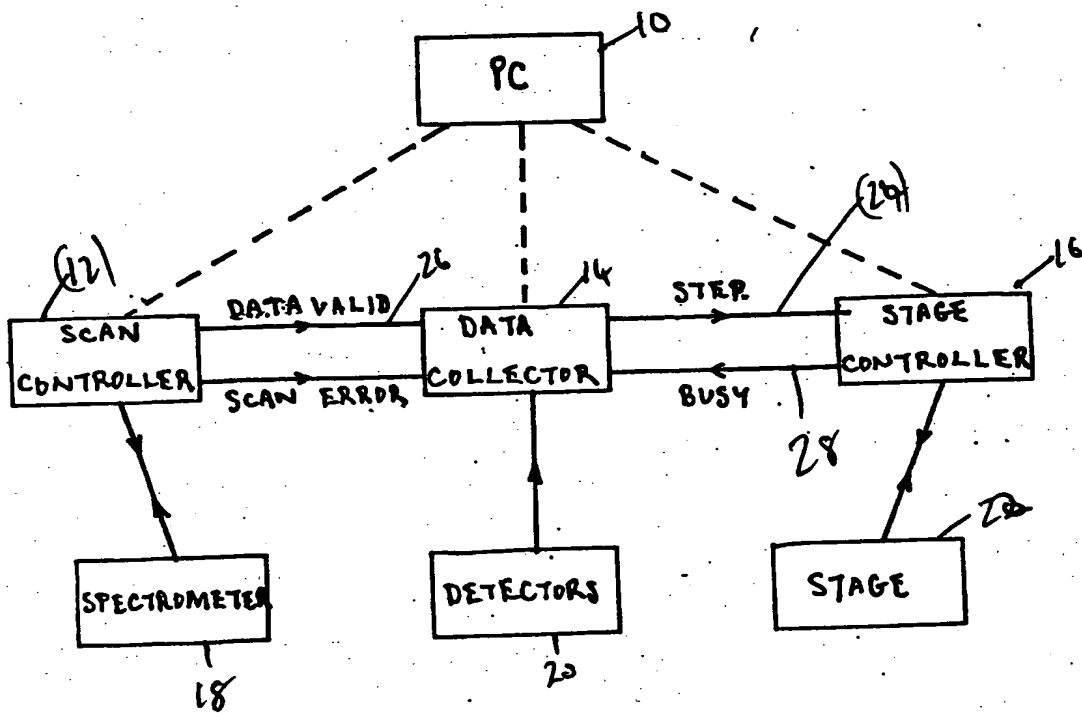 10
PC
(12)
26
14
(24)
16
DATA VALID
STEP
SCAN
CONTROLLER
DATA
COLLECTOR
STAGE
CONTROLLER
SCAN ERROR
BUSY
28
SPECTROMETER
DETECTORS
STAGE
18
20